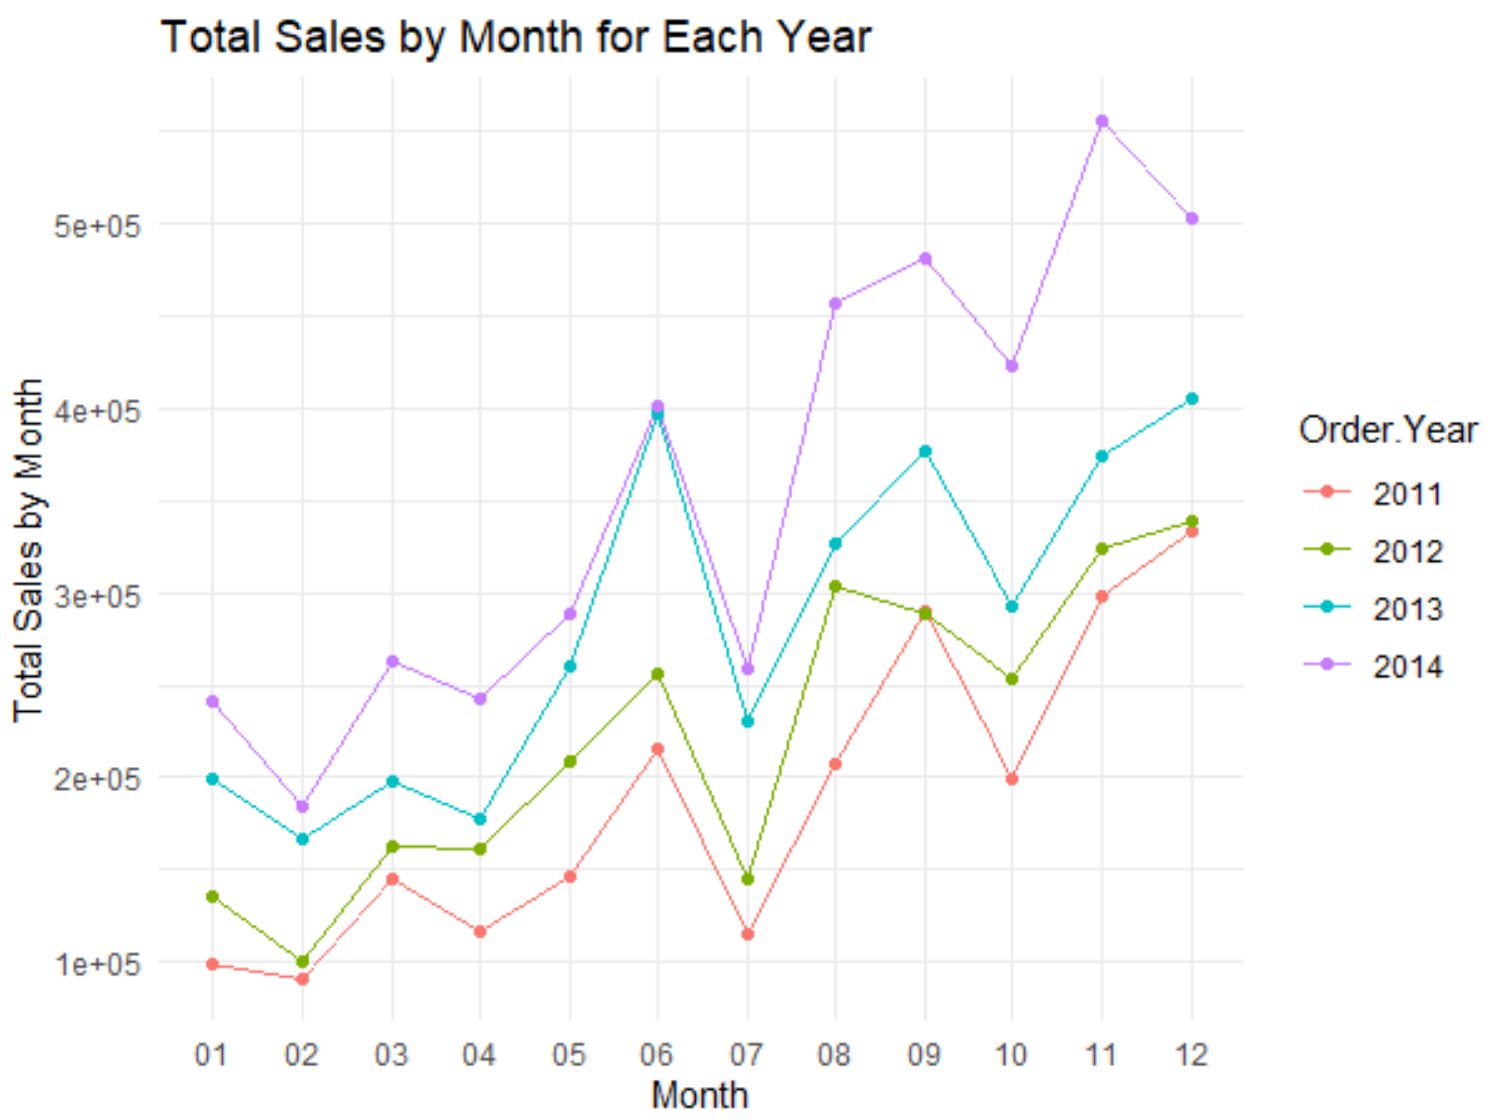 Total Sales by Month for Each Year
Total Sales by Month
5e+05
4e+05
3e+05
2e+05
1e+05
01 02 03 04 05 06 07 08 09 10 11 12
Month
Order.Year
2011
2012
2013
2014